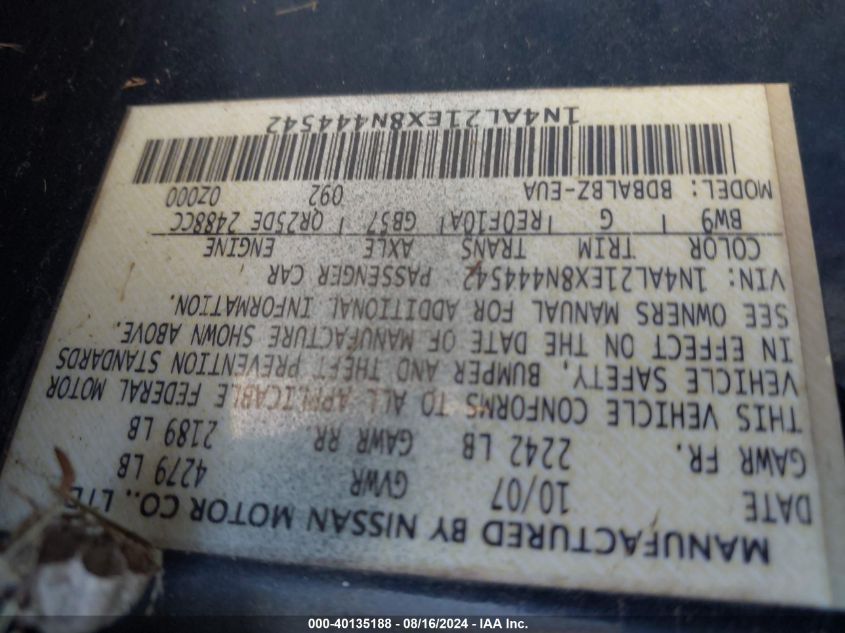 MANUFACTURED BY NISSAN MOTOR CO., LTD
DATE 10/07 GVWR 4279 LB
GAWR FR. 2242 LB GAWR RR. 2189 LB
THIS VEHICLE CONFORMS TO ALL APPLICABLE FEDERAL MOTOR
VEHICLE SAFETY, BUMPER AND THEFT PREVENTION STANDARDS
IN EFFECT ON THE DATE OF MANUFACTURE SHOWN ABOVE.
SEE OWNERS MANUAL FOR ADDITIONAL INFORMATION.
VIN: 1N4AL21EX8N444542 PASSENGER CAR
COLOR TRIM TRANS AXLE ENGINE
BW9 G RE0F10A GB57 QR25DE 2488CC
MODEL: BDBALBZ-EUA 092 0Z000
1N4AL21EX8N444542
000-40135188 - 08/16/2024 - IAA Inc.